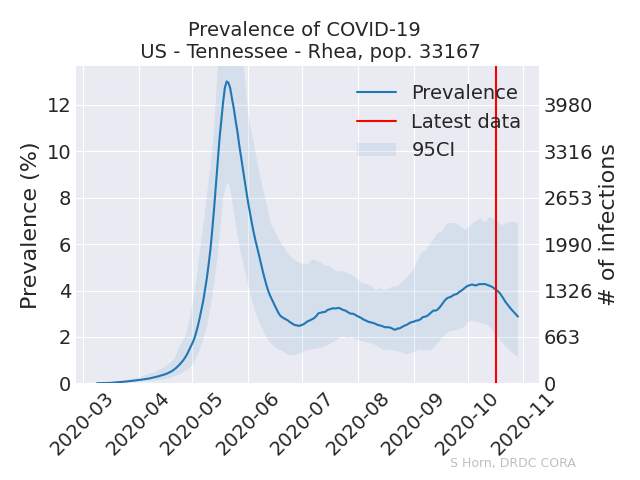 Prevalence of COVID-19
US - Tennessee - Rhea, pop. 33167
Prevalence (%)
12
10
8
6
4
2
0
Prevalence
Latest data
95CI
3980
3316
2653
1990
1326
663
0
# of infections
2020-03
2020-04
2020-05
2020-06
2020-07
2020-08
2020-09
2020-10
2020-11
S Horn, DRDC CORA